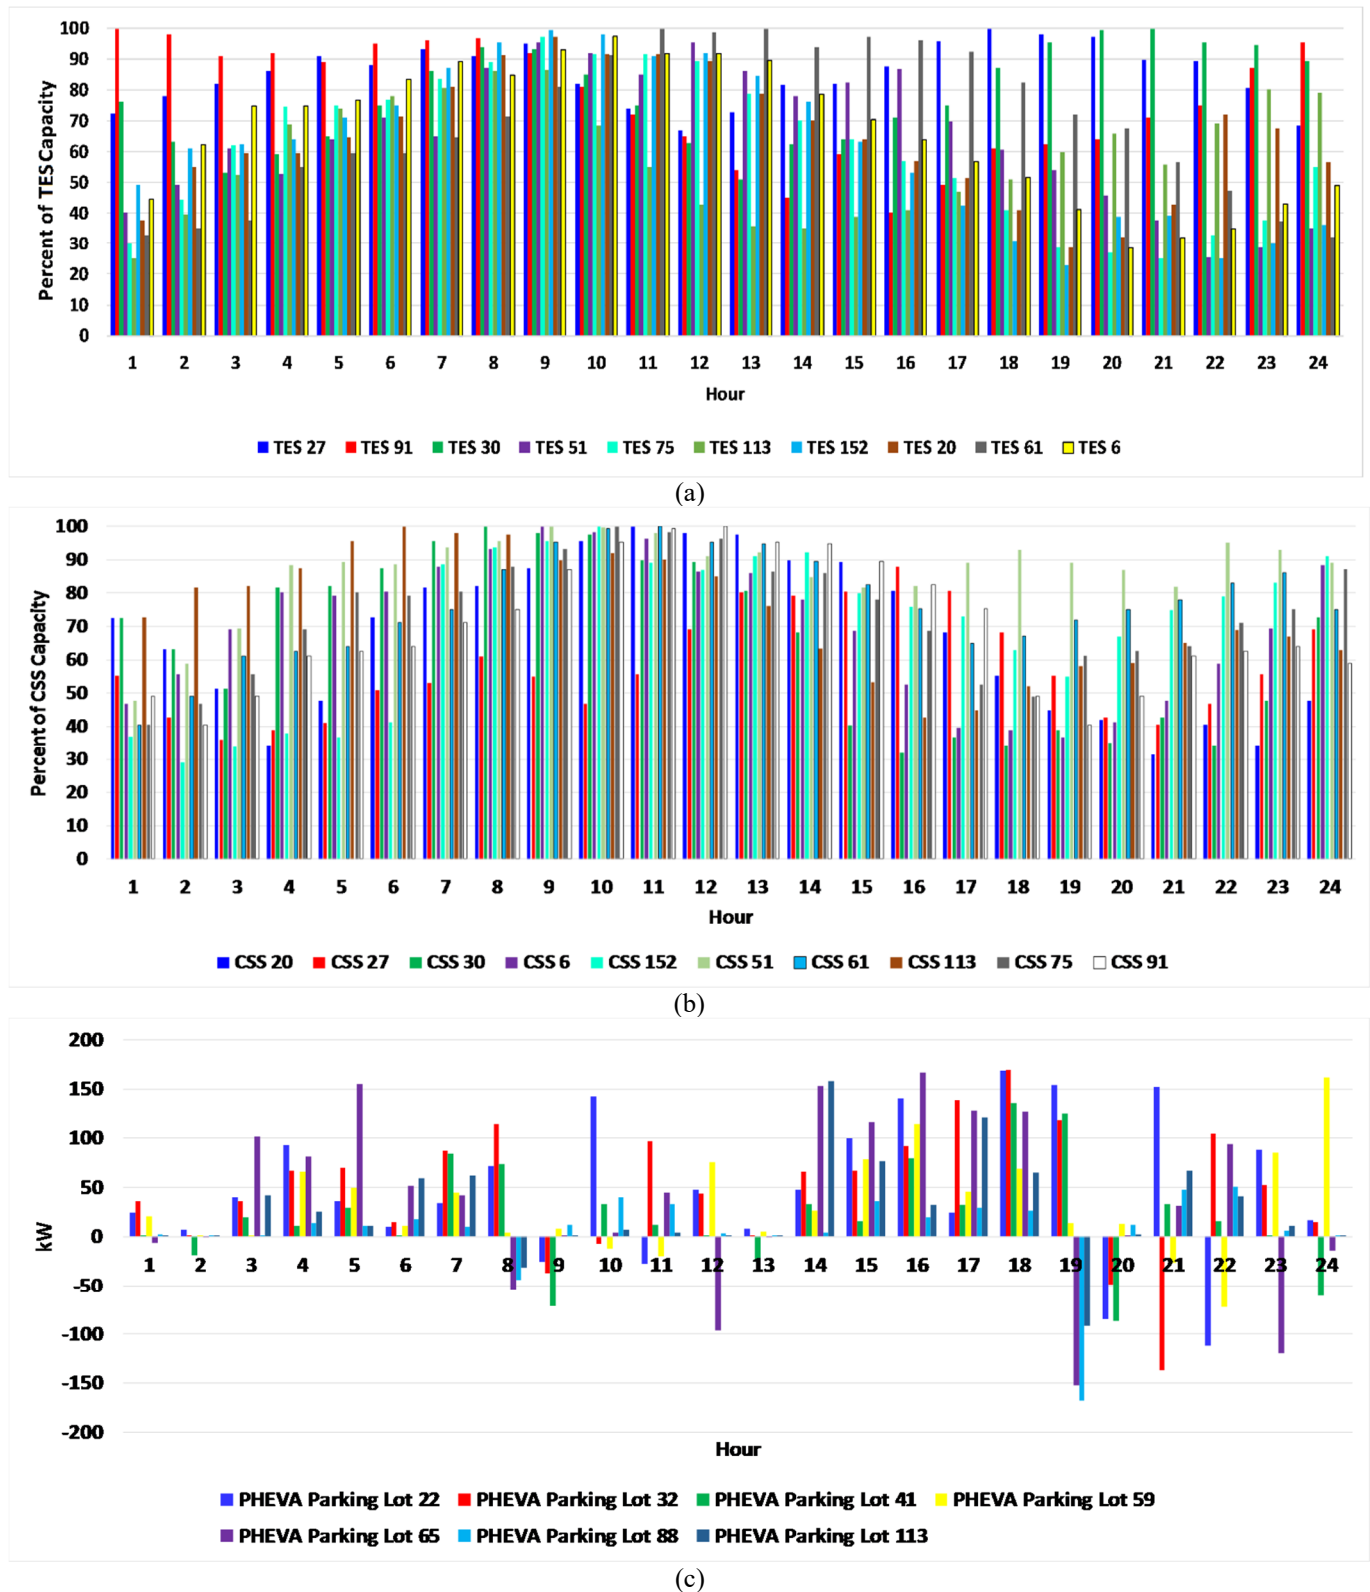 100
90
80
70
60
50
40
30
20
10
0
Percent of TES Capacity
1 2 3 4 5 6 7 8 9 10 11 12 13 14 15 16 17 18 19 20 21 22 23 24
Hour
TES 27 TES 91 TES 30 TES 51 TES 75 TES 113 TES 152 TES 20 TES 61 TES 6
(a)
100
90
80
70
60
50
40
30
20
10
0
Percent of CSS Capacity
1 2 3 4 5 6 7 8 9 10 11 12 13 14 15 16 17 18 19 20 21 22 23 24
Hour
CSS 20 CSS 27 CSS 30 CSS 6 CSS 152 CSS 51 CSS 61 CSS 113 CSS 75 CSS 91
(b)
200
150
100
50
0
-50
-100
-150
-200
kW
1 2 3 4 5 6 7 8 9 10 11 12 13 14 15 16 17 18 19 20 21 22 23 24
Hour
PHEVA Parking Lot 22 PHEVA Parking Lot 32 PHEVA Parking Lot 41 PHEVA Parking Lot 59
PHEVA Parking Lot 65 PHEVA Parking Lot 88 PHEVA Parking Lot 113
(c)